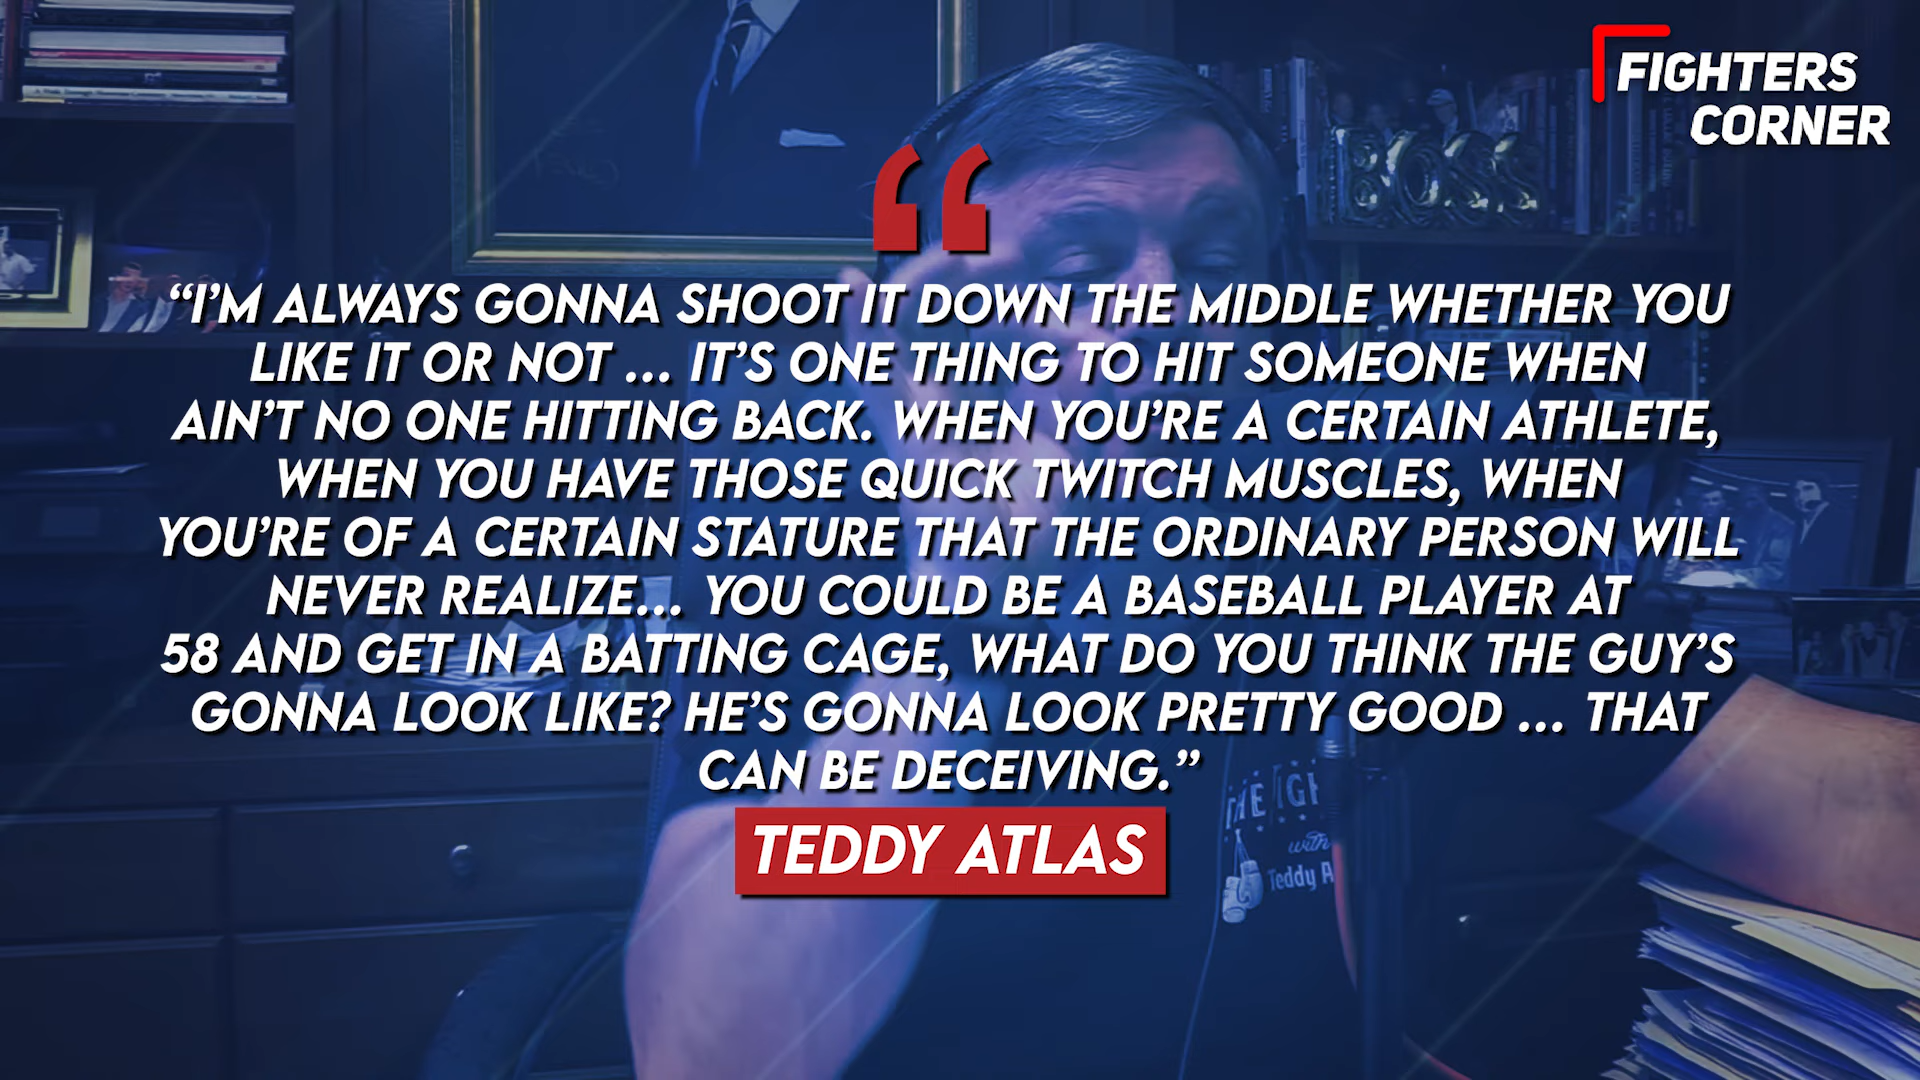 FIGHTERS
CORNER
BOSS
“I’M ALWAYS GONNA SHOOT IT DOWN THE MIDDLE WHETHER YOU
LIKE IT OR NOT ... IT’S ONE THING TO HIT SOMEONE WHEN
AIN’T NO ONE HITTING BACK. WHEN YOU’RE A CERTAIN ATHLETE,
WHEN YOU HAVE THOSE QUICK TWITCH MUSCLES, WHEN
YOU’RE OF A CERTAIN STATURE THAT THE ORDINARY PERSON WILL
NEVER REALIZE... YOU COULD BE A BASEBALL PLAYER AT
58 AND GET IN A BATTING CAGE, WHAT DO YOU THINK THE GUY’S
GONNA LOOK LIKE? HE’S GONNA LOOK PRETTY GOOD ... THAT
CAN BE DECEIVING.”
TEDDY ATLAS
THE
with
Teddy A